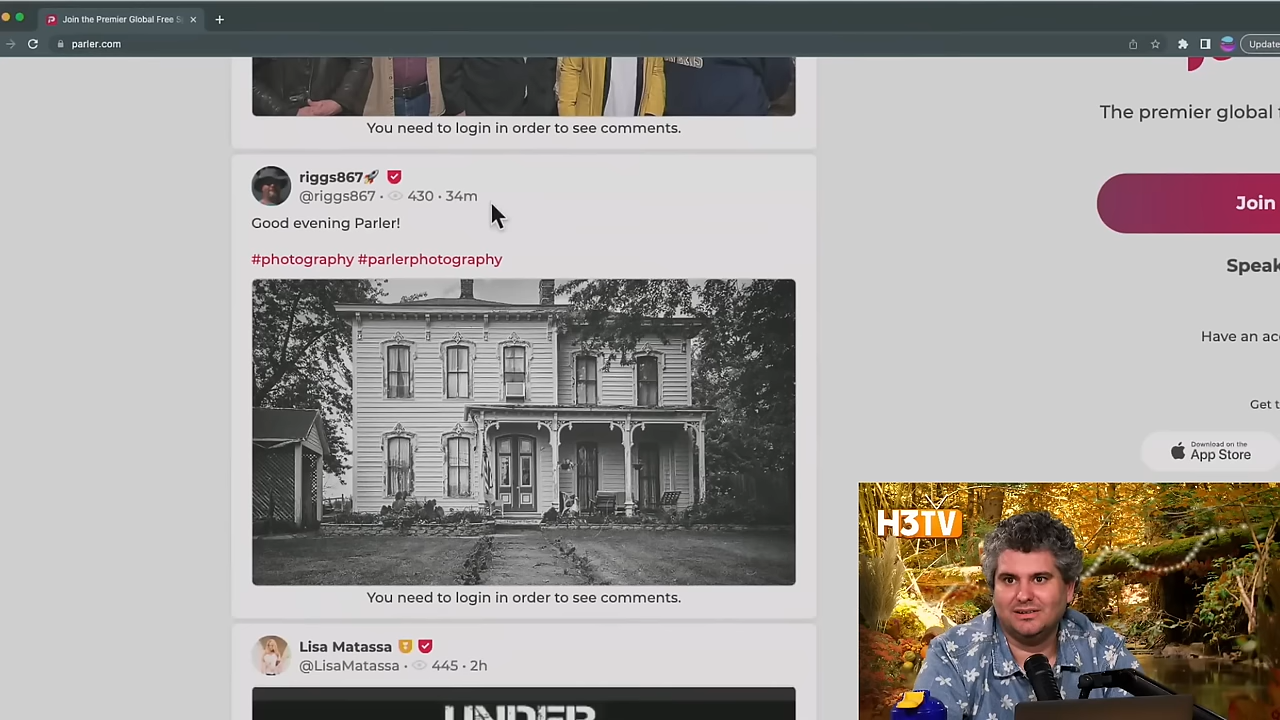 Join the Premier Global Free Sp
parler.com
Update
You need to login in order to see comments.
The premier global f
riggs867🚀
@riggs867 • 430 • 34m
Good evening Parler!
#photography #parlerphotography
Join
Speak
Have an acc
Get t
Download on the
App Store
You need to login in order to see comments.
H3TV
Lisa Matassa
@LisaMatassa • 445 • 2h
UNDER